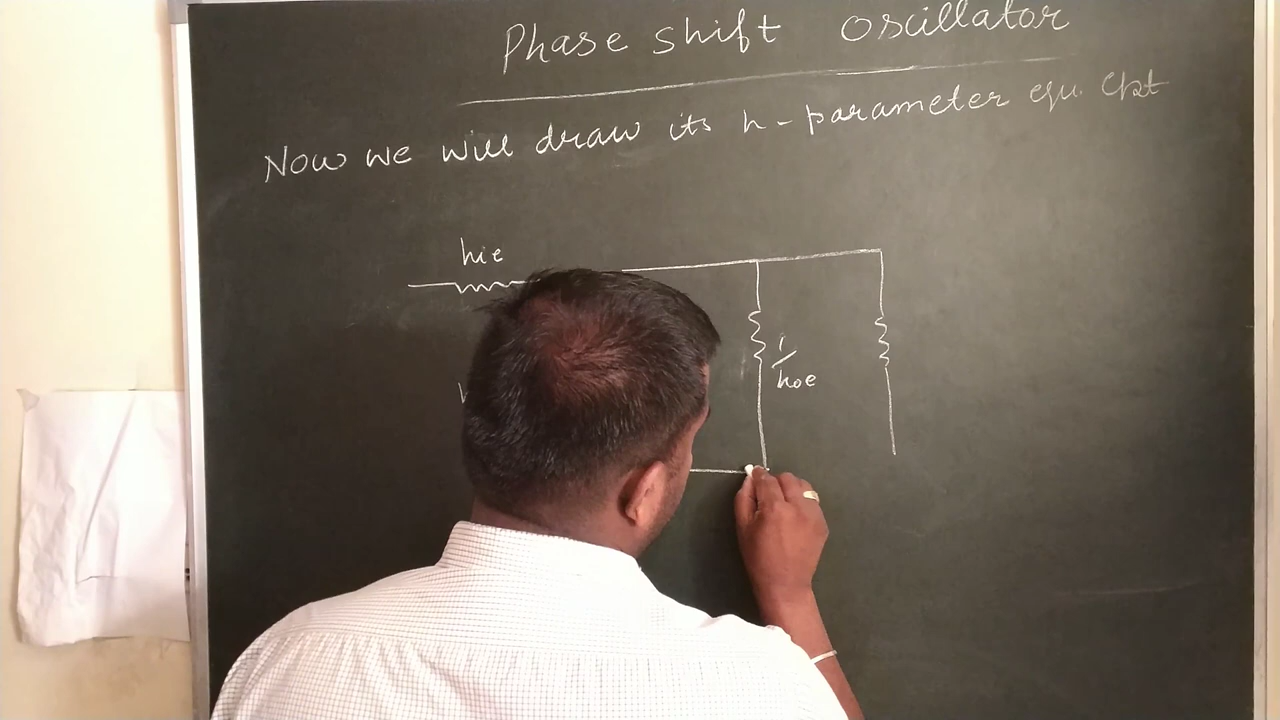 Phase shift oscillator
Now we will draw its h-parameter equ. Ckt
hie
1/hoe